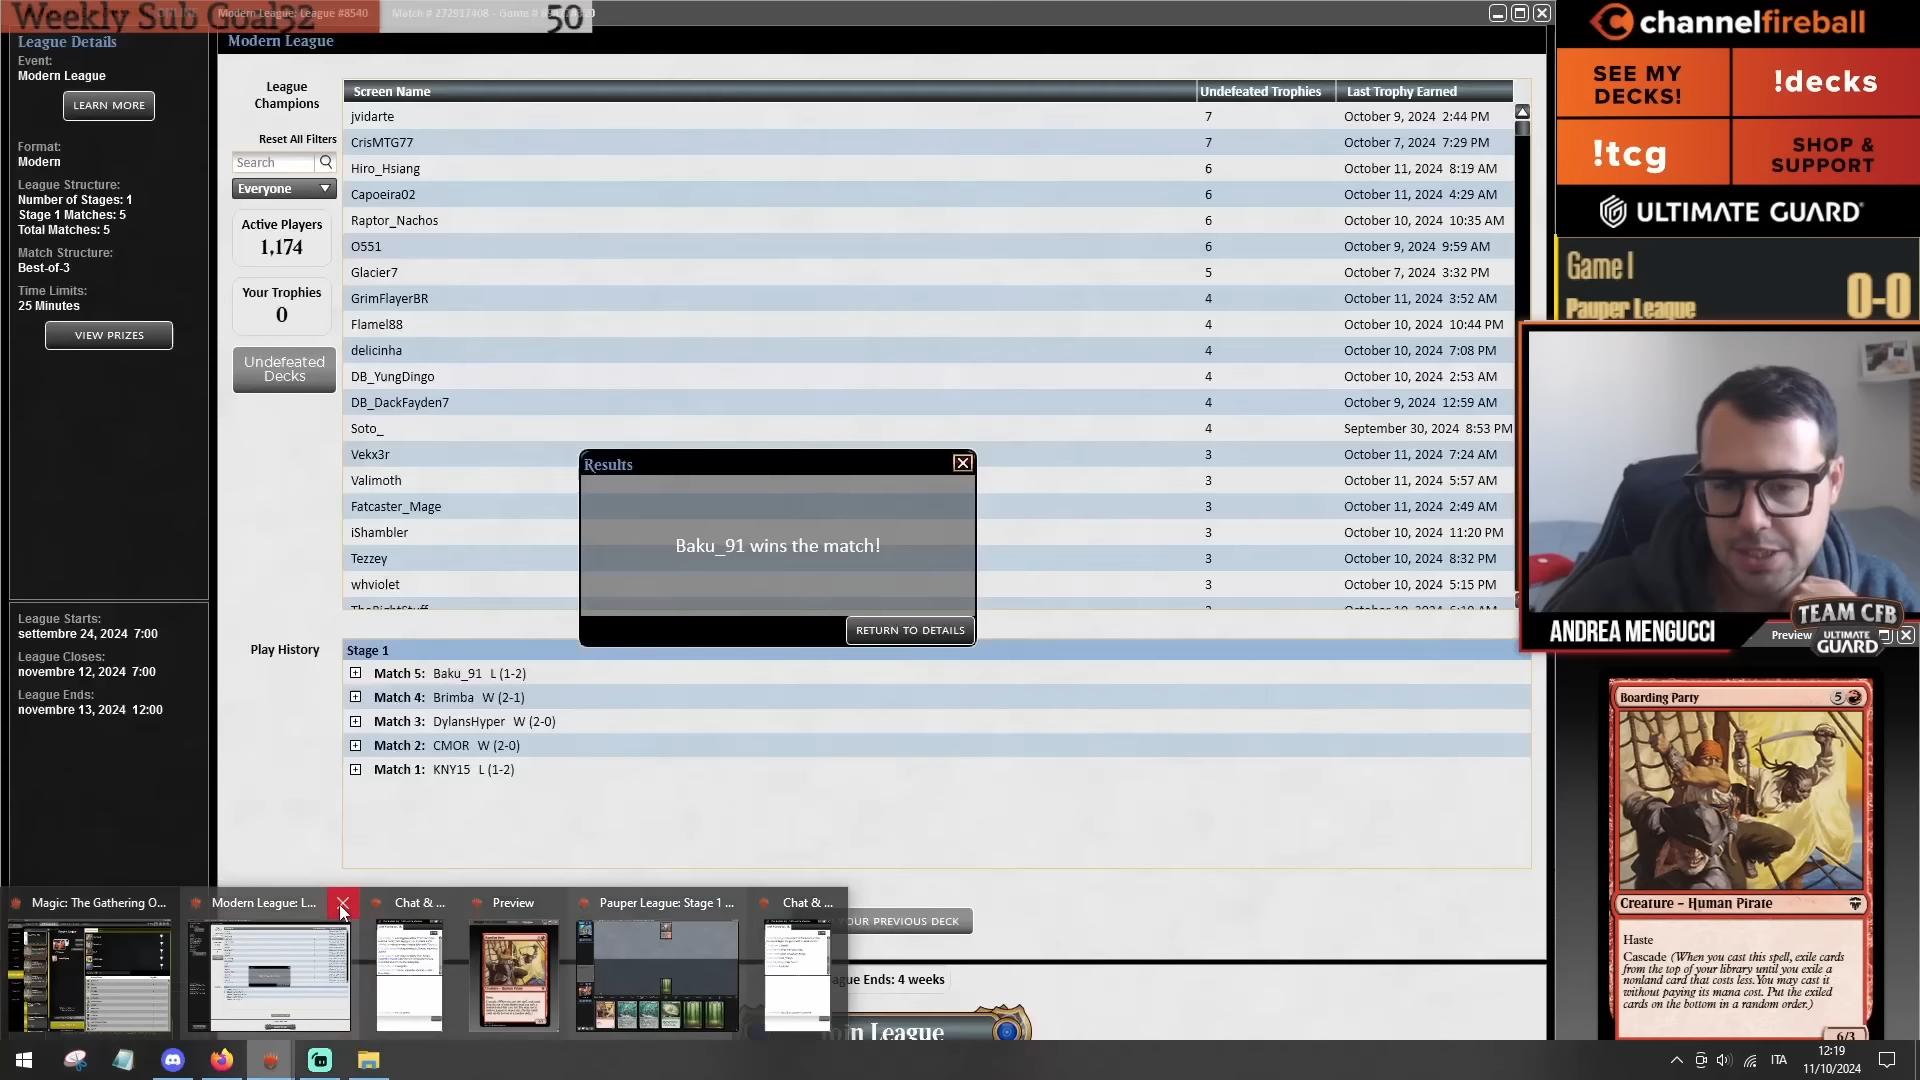 Weekly Sub Goal 32
50
Modern League: League #8540
Match # 272917408 - Game #
League Details
Event:
Modern League
LEARN MORE
Format:
Modern
League Structure:
Number of Stages: 1
Stage 1 Matches: 5
Total Matches: 5
Match Structure:
Best-of-3
Time Limits:
25 Minutes
VIEW PRIZES
League Starts:
settembre 24, 2024 7:00
League Closes:
novembre 12, 2024 7:00
League Ends:
novembre 13, 2024 12:00
Modern League
League
Champions
Reset All Filters
Search
Everyone
Active Players
1,174
Your Trophies
0
Undefeated
Decks
Screen Name Undefeated Trophies Last Trophy Earned
jvidarte 7 October 9, 2024 2:44 PM
CrisMTG77 7 October 7, 2024 7:29 PM
Hiro_Hsiang 6 October 11, 2024 8:19 AM
Capoeira02 6 October 11, 2024 4:29 AM
Raptor_Nachos 6 October 10, 2024 10:35 AM
O551 6 October 9, 2024 9:59 AM
Glacier7 5 October 7, 2024 3:32 PM
GrimFlayerBR 4 October 11, 2024 3:52 AM
Flamel88 4 October 10, 2024 10:44 PM
delicinha 4 October 10, 2024 7:08 PM
DB_YungDingo 4 October 10, 2024 2:53 AM
DB_DackFayden7 4 October 9, 2024 12:59 AM
Soto_ 4 September 30, 2024 8:53 PM
Vekx3r 3 October 11, 2024 7:24 AM
Valimoth 3 October 11, 2024 5:57 AM
Fatcaster_Mage 3 October 11, 2024 2:49 AM
iShambler 3 October 10, 2024 11:20 PM
Tezzey 3 October 10, 2024 8:32 PM
whviolet 3 October 10, 2024 5:15 PM
Results
Baku_91 wins the match!
RETURN TO DETAILS
Play History
Stage 1
Match 5: Baku_91 L (1-2)
Match 4: Brimba W (2-1)
Match 3: DylansHyper W (2-0)
Match 2: CMOR W (2-0)
Match 1: KNY15 L (1-2)
YOUR PREVIOUS DECK
League Ends: 4 weeks
Join League
Magic: The Gathering O...
Modern League: L...
Chat & ...
Preview
Pauper League: Stage 1 ...
Chat & ...
channelfireball
SEE MY
DECKS!
!decks
!tcg
SHOP &
SUPPORT
ULTIMATE GUARD
Game 1
Pauper League
0-0
ANDREA MENGUCCI
TEAM CFB
ULTIMATE
GUARD
Preview
Boarding Party 5
Creature – Human Pirate
Haste
Cascade (When you cast this spell, exile cards
from the top of your library until you exile a
nonland card that costs less. You may cast it
without paying its mana cost. Put the exiled
cards on the bottom in a random order.)
6/3
ITA
12:19
11/10/2024